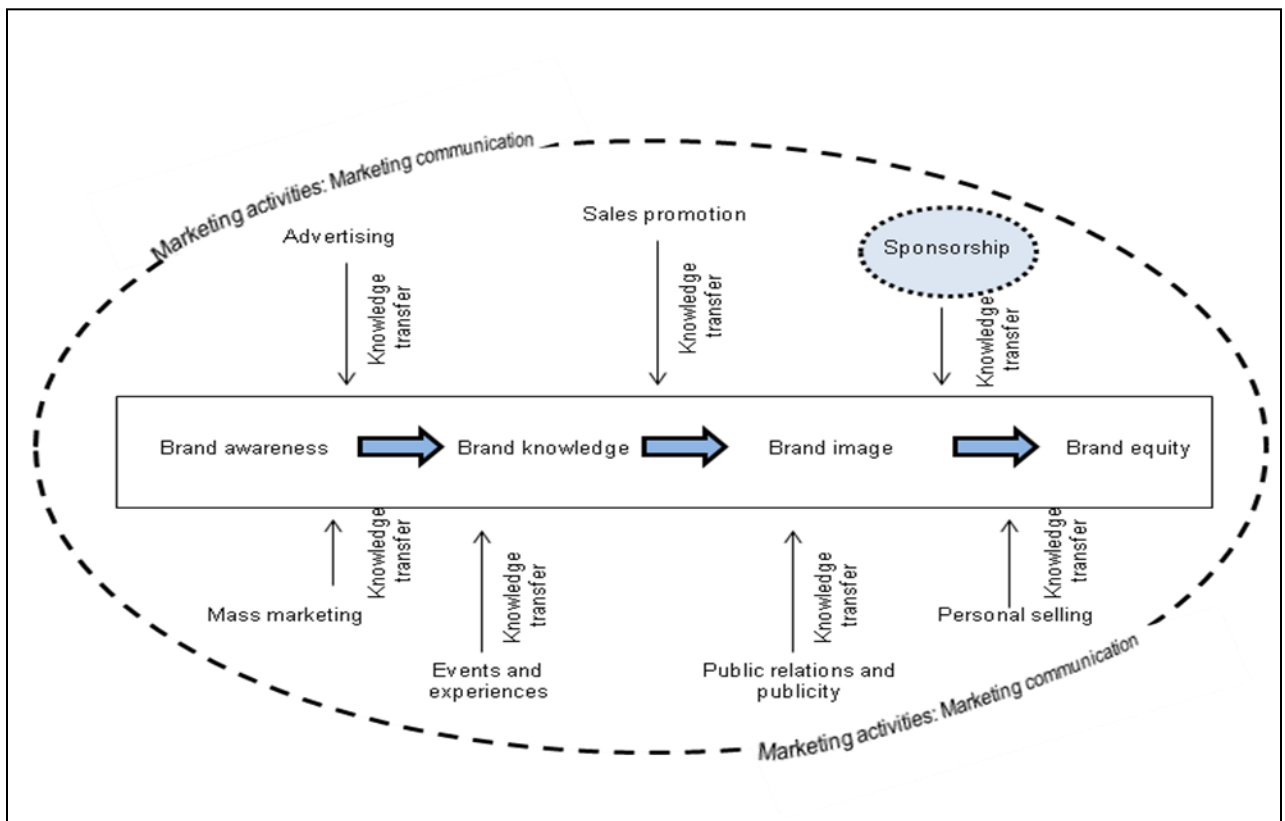 Marketing activities: Marketing communication
Advertising
Sales promotion
Sponsorship
Knowledge
transfer
Knowledge
transfer
Knowledge
transfer
Brand awareness
Brand knowledge
Brand image
Brand equity
Knowledge
transfer
Knowledge
transfer
Knowledge
transfer
Knowledge
transfer
Mass marketing
Events and
experiences
Public relations and
publicity
Personal selling
Marketing activities: Marketing communication